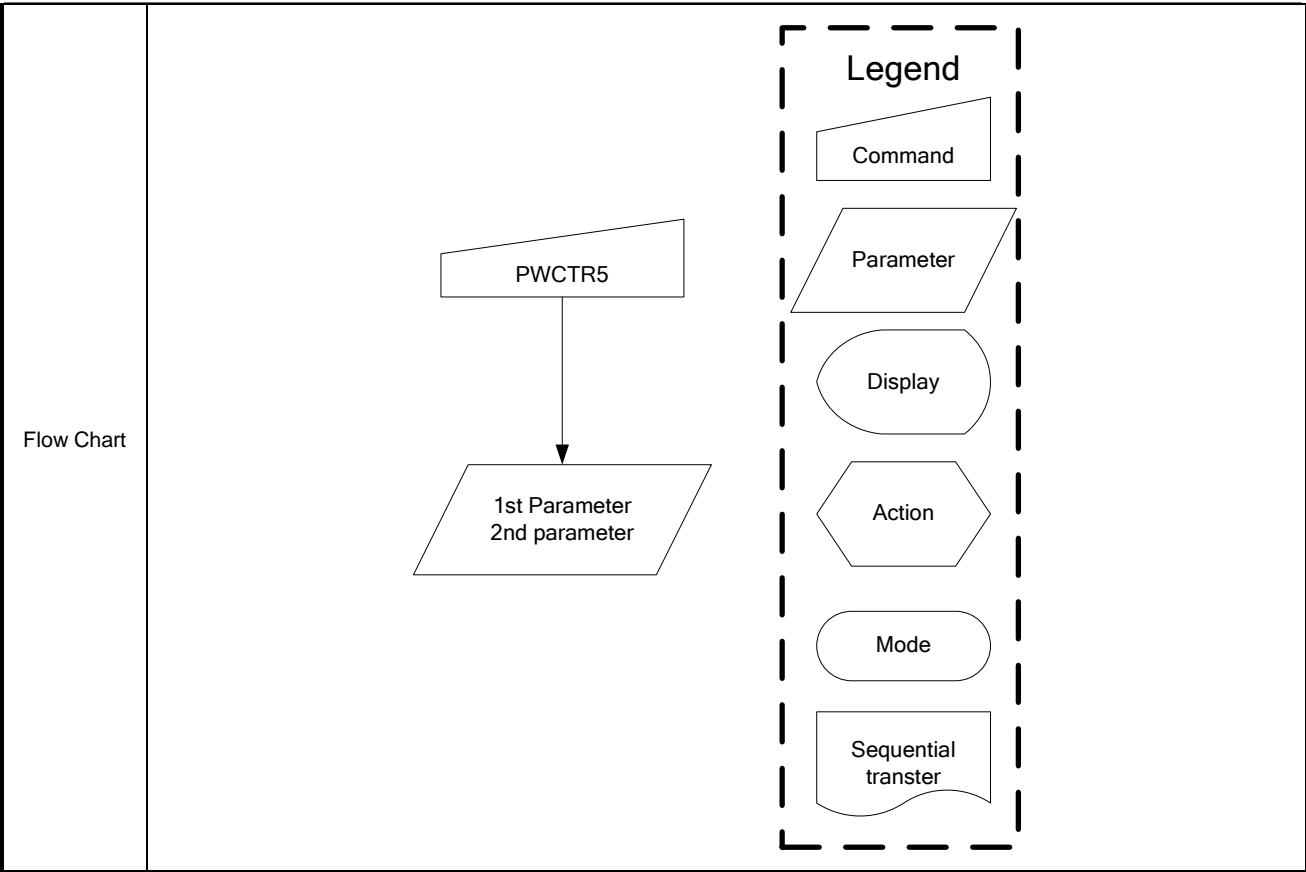 Flow Chart
PWCTR5
1st Parameter
2nd parameter
Legend
Command
Parameter
Display
Action
Mode
Sequential
transter